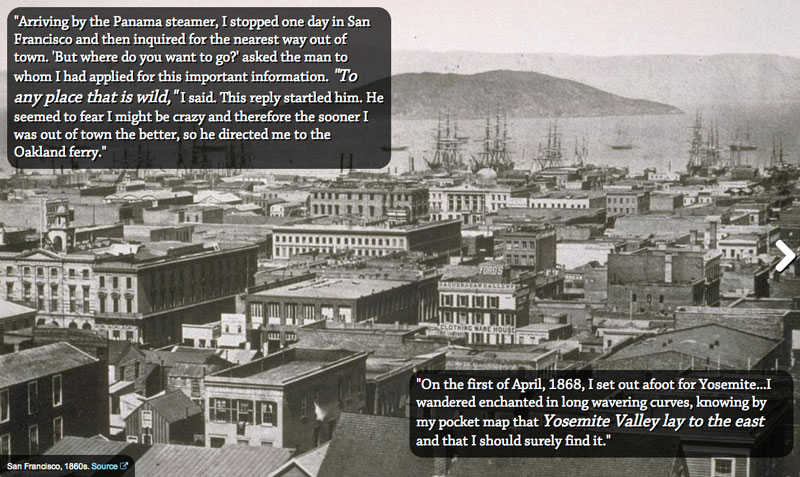 "Arriving by the Panama steamer, I stopped one day in San
Francisco and then inquired for the nearest way out of
town. 'But where do you want to go?' asked the man to
whom I had applied for this important information. "To
any place that is wild," I said. This reply startled him. He
seemed to fear I might be crazy and therefore the sooner I
was out of town the better, so he directed me to the
Oakland ferry."
TODD'S
CLOTHING WARE HOUSE
"On the first of April, 1868, I set out afoot for Yosemite...I
wandered enchanted in long wavering curves, knowing by
my pocket map that Yosemite Valley lay to the east
and that I should surely find it."
San Francisco, 1860s. Source